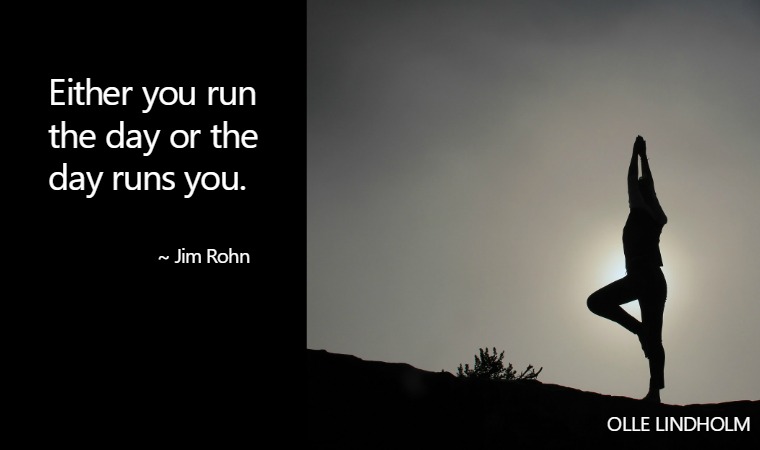 Either you run
the day or the
day runs you.
~ Jim Rohn
OLLE LINDHOLM